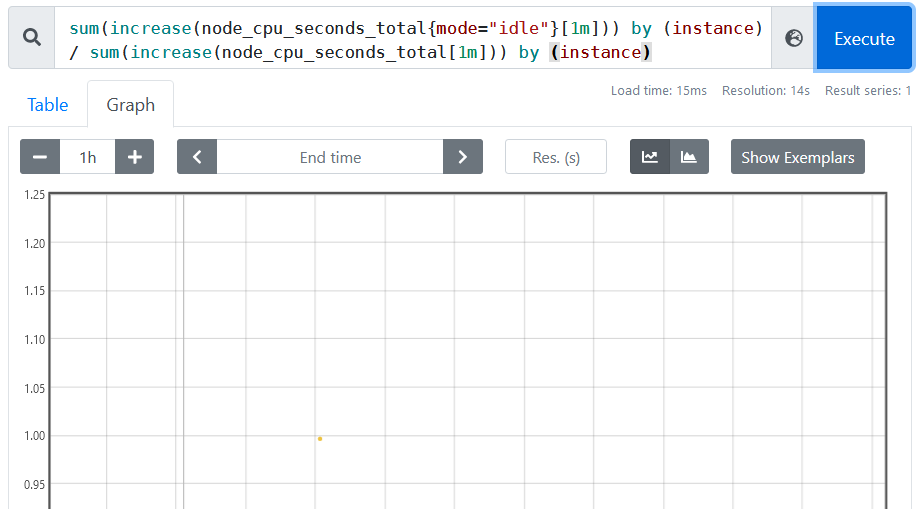 sum(increase(node_cpu_seconds_total{mode="idle"}[1m])) by (instance)
/ sum(increase(node_cpu_seconds_total[1m])) by (instance)
Execute
Load time: 15ms Resolution: 14s Result series: 1
Table Graph
1h End time Res. (s) Show Exemplars
1.25
1.20
1.15
1.10
1.05
1.00
0.95